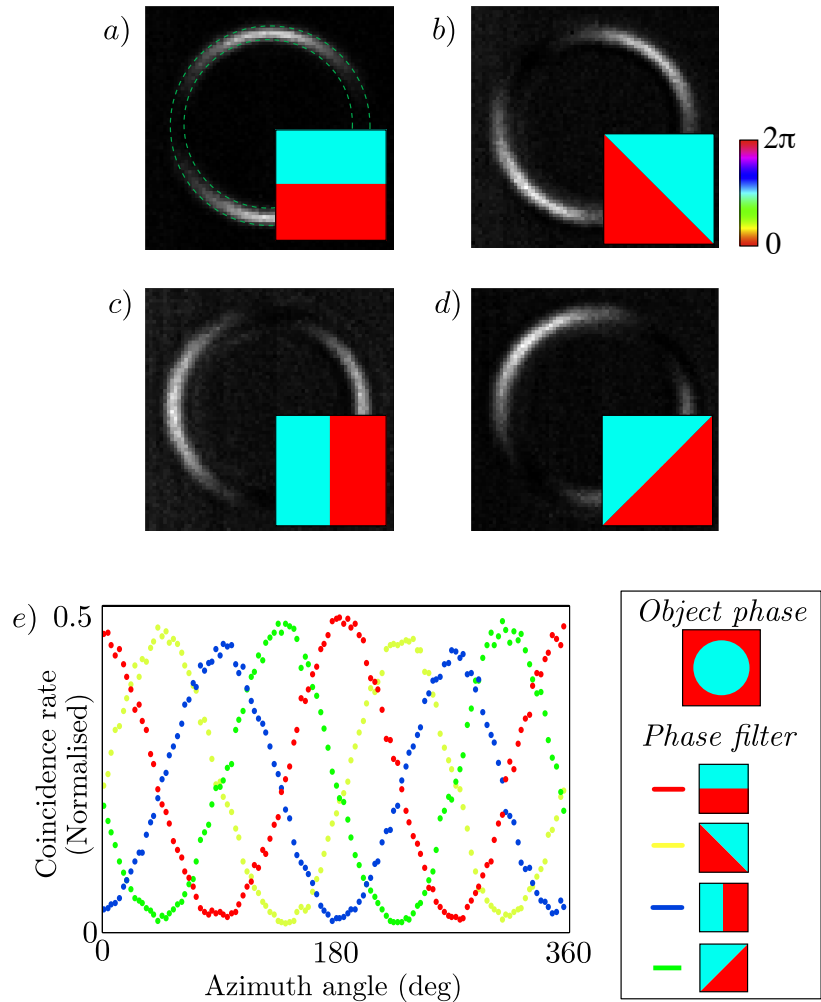 a)
b)
2π
0
c)
d)
e)
0.5
Coincidence rate
(Normalised)
0
0
180
360
Azimuth angle (deg)
Object phase
Phase filter